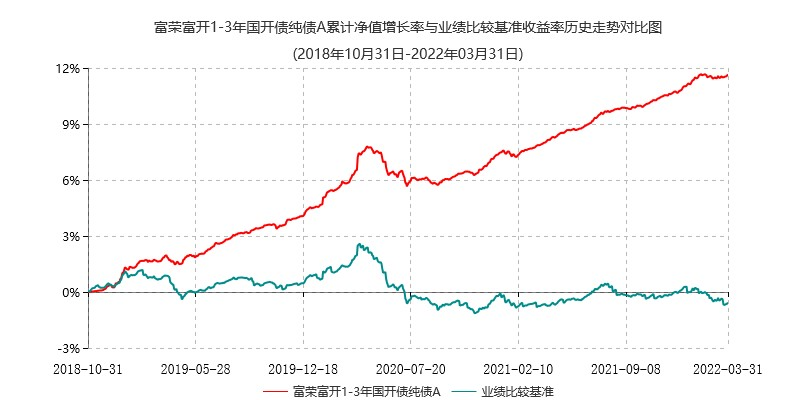 富荣富开1-3年国开债纯债A累计净值增长率与业绩比较基准收益率历史走势对比图
(2018年10月31日-2022年03月31日)
12%
9%
6%
3%
0%
-3%
2018-10-31 2019-05-28 2019-12-18 2020-07-20 2021-02-10 2021-09-08 2022-03-31
富荣富开1-3年国开债纯债A 业绩比较基准